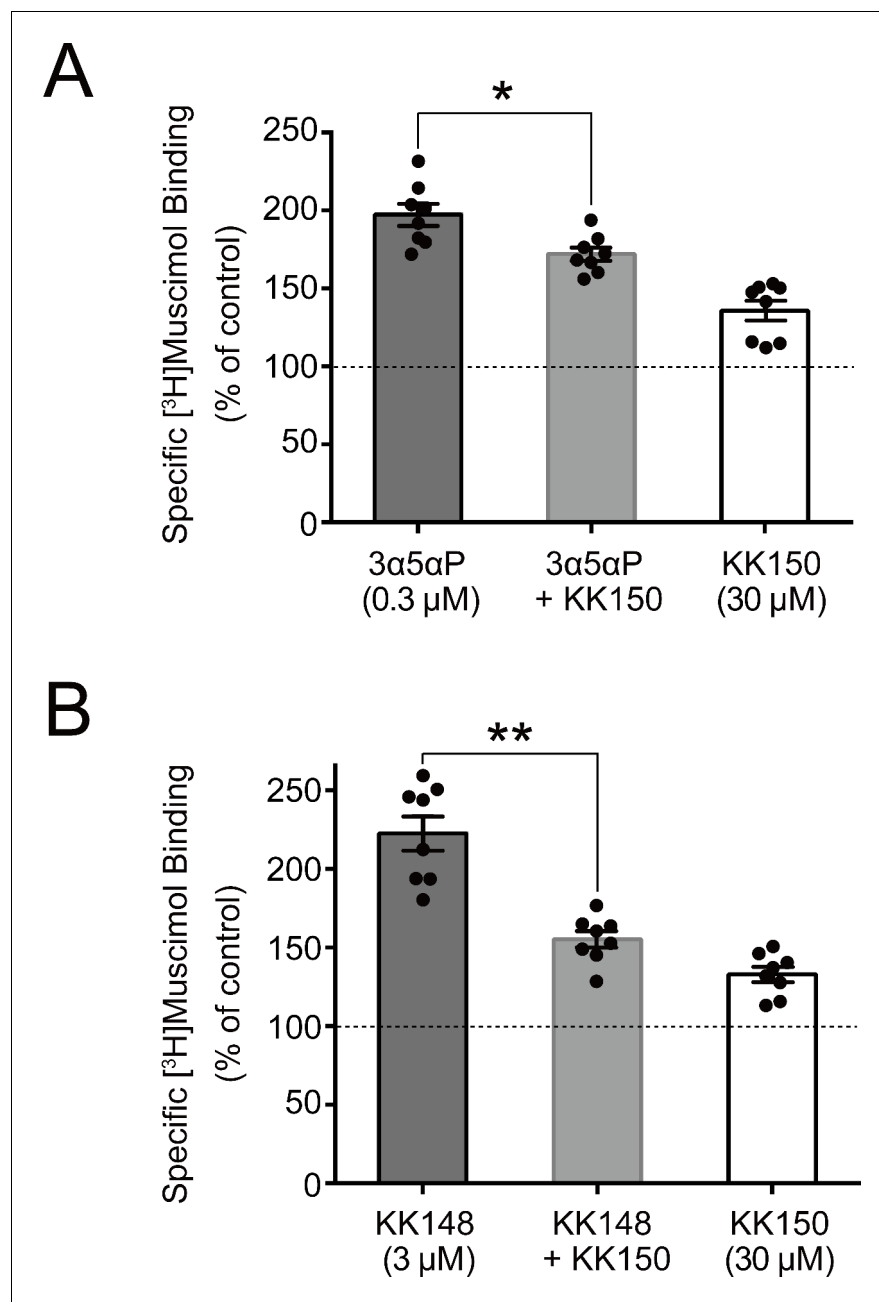 A
*
Specific [³H]Muscimol Binding
(% of control)
250
200
150
100
50
0
3α5αP
(0.3 µM)
3α5αP
+ KK150
KK150
(30 µM)
B
**
Specific [³H]Muscimol Binding
(% of control)
250
200
150
100
50
0
KK148
(3 µM)
KK148
+ KK150
KK150
(30 µM)